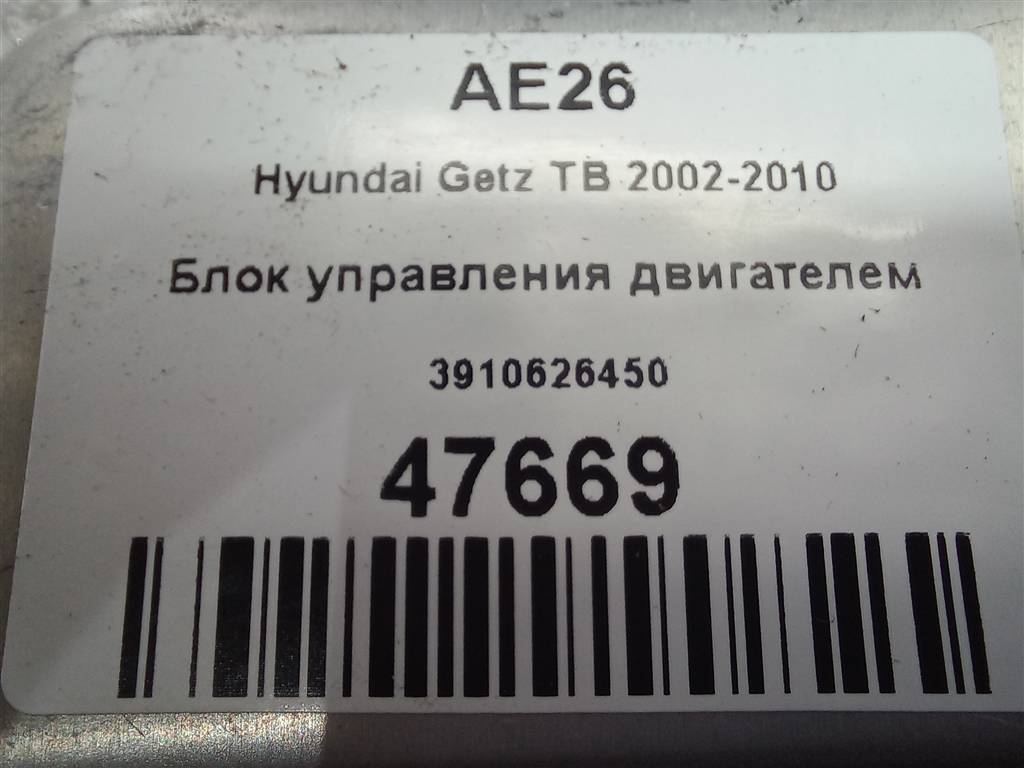 AE26
Hyundai Getz TB 2002-2010
Блок управления двигателем
3910626450
47669